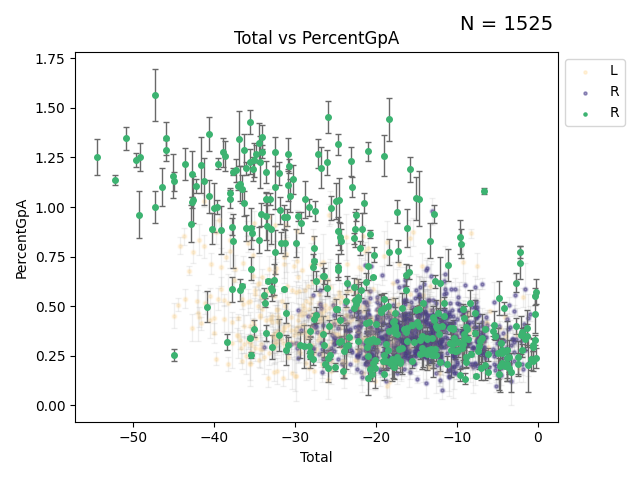 N = 1525
Total vs PercentGpA
L
R
R
PercentGpA
1.75
1.50
1.25
1.00
0.75
0.50
0.25
0.00
−50 −40 −30 −20 −10 0
Total